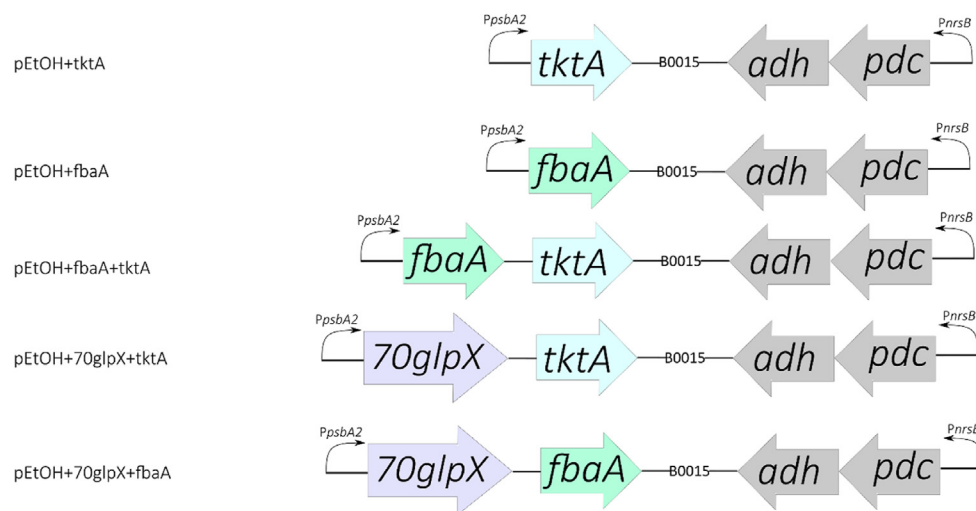 pEtOH+tktA PpsbA2 tktA B0015 adh pdc PnrsB
pEtOH+fbaA PpsbA2 fbaA B0015 adh pdc PnrsB
pEtOH+fbaA+tktA PpsbA2 fbaA tktA B0015 adh pdc PnrsB
pEtOH+70glpX+tktA PpsbA2 70glpX tktA B0015 adh pdc PnrsB
pEtOH+70glpX+fbaA PpsbA2 70glpX fbaA B0015 adh pdc PnrsB